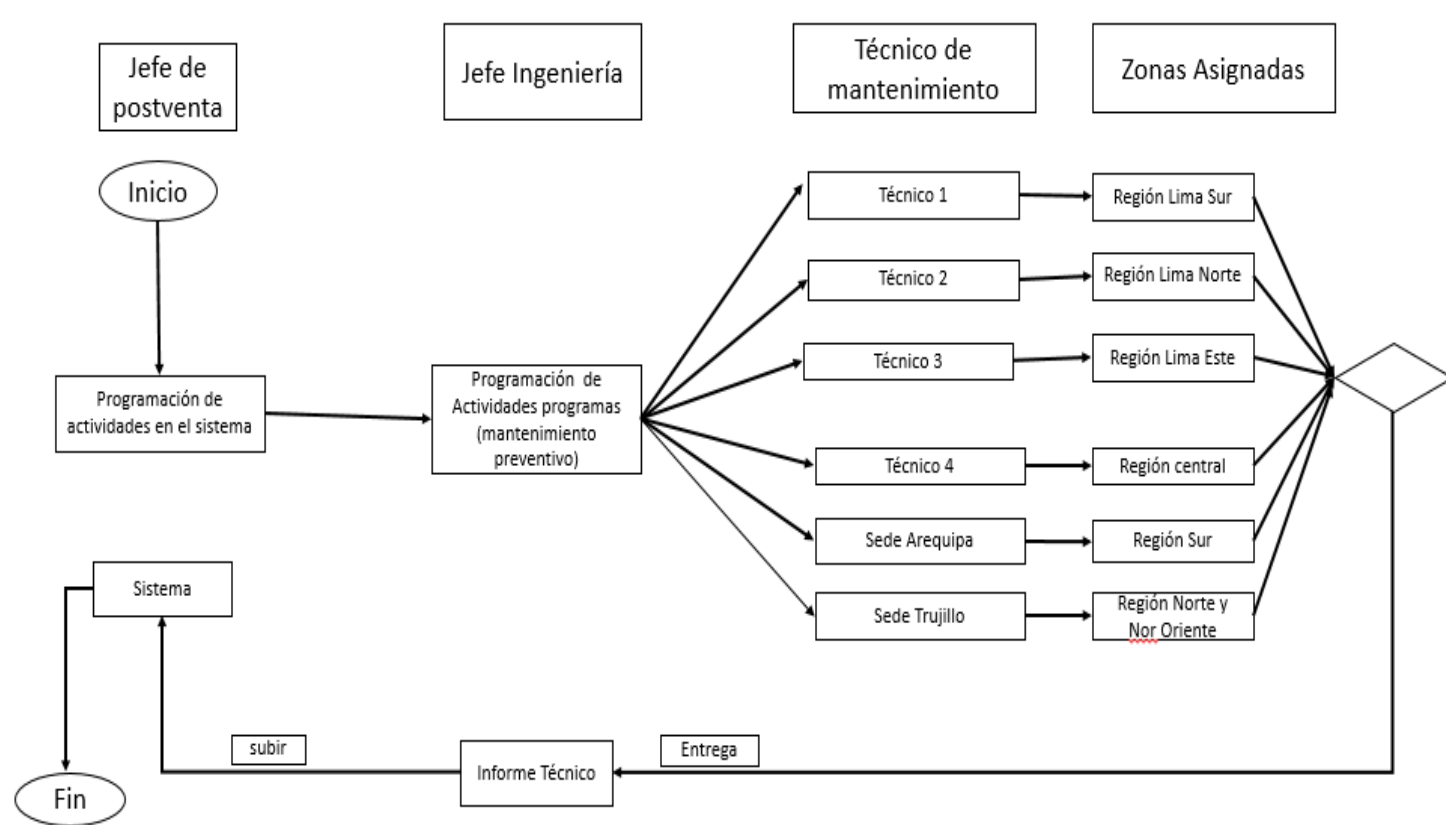 Jefe de
postventa
Jefe Ingeniería
Técnico de
mantenimiento
Zonas Asignadas
Inicio
Técnico 1
Región Lima Sur
Técnico 2
Región Lima Norte
Técnico 3
Región Lima Este
Programación de
actividades en el sistema
Programación de
Actividades programas
(mantenimiento
preventivo)
Técnico 4
Región central
Sede Arequipa
Región Sur
Sistema
Sede Trujillo
Región Norte y
Nor Oriente
subir
Informe Técnico
Entrega
Fin